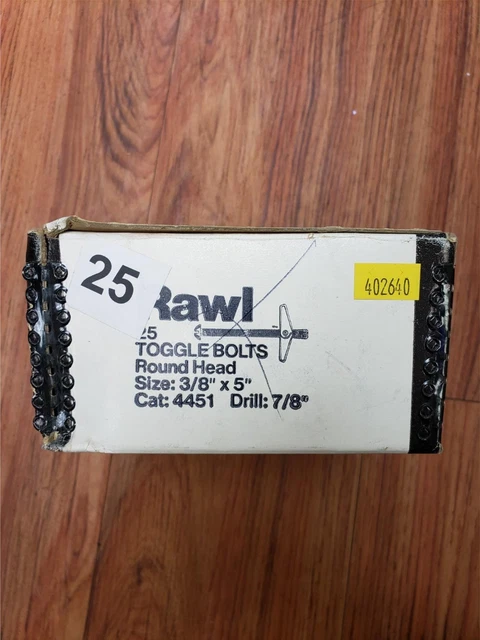 25
Rawl
402640
25
TOGGLE BOLTS
Round Head
Size: 3/8" x 5"
Cat: 4451 Drill: 7/8"